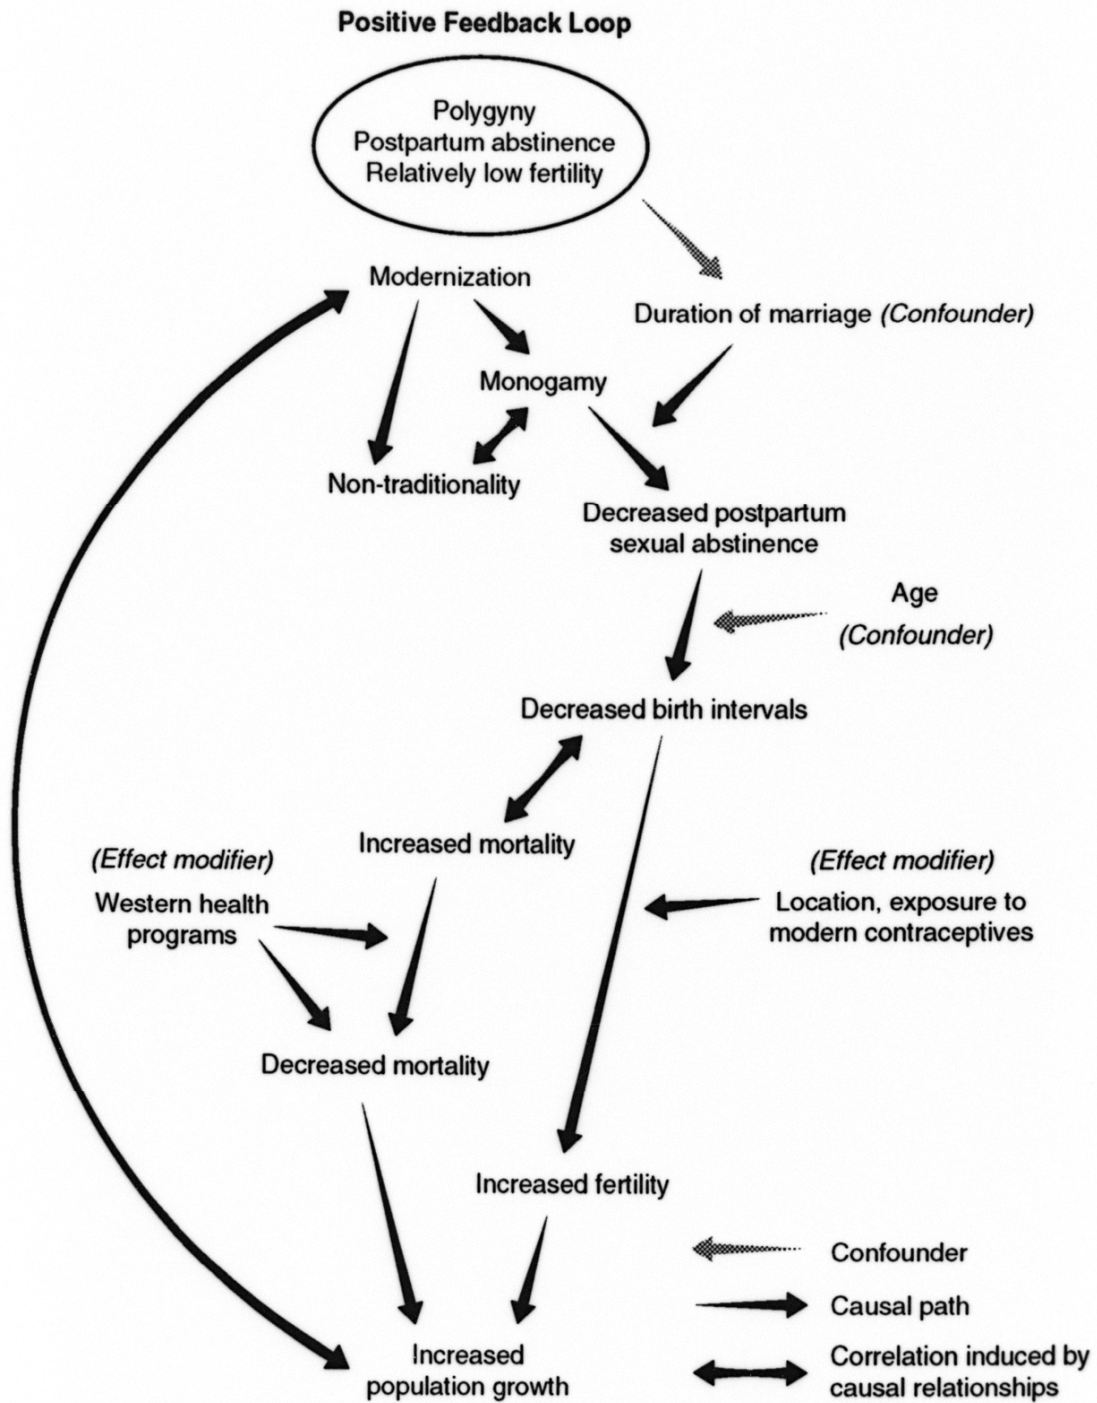 Positive Feedback Loop
Polygyny
Postpartum abstinence
Relatively low fertility
Modernization
Duration of marriage (Confounder)
Monogamy
Non-traditionality
Decreased postpartum
sexual abstinence
Age
(Confounder)
Decreased birth intervals
Increased mortality
(Effect modifier)
Western health
programs
(Effect modifier)
Location, exposure to
modern contraceptives
Decreased mortality
Increased fertility
Increased
population growth
Confounder
Causal path
Correlation induced by
causal relationships